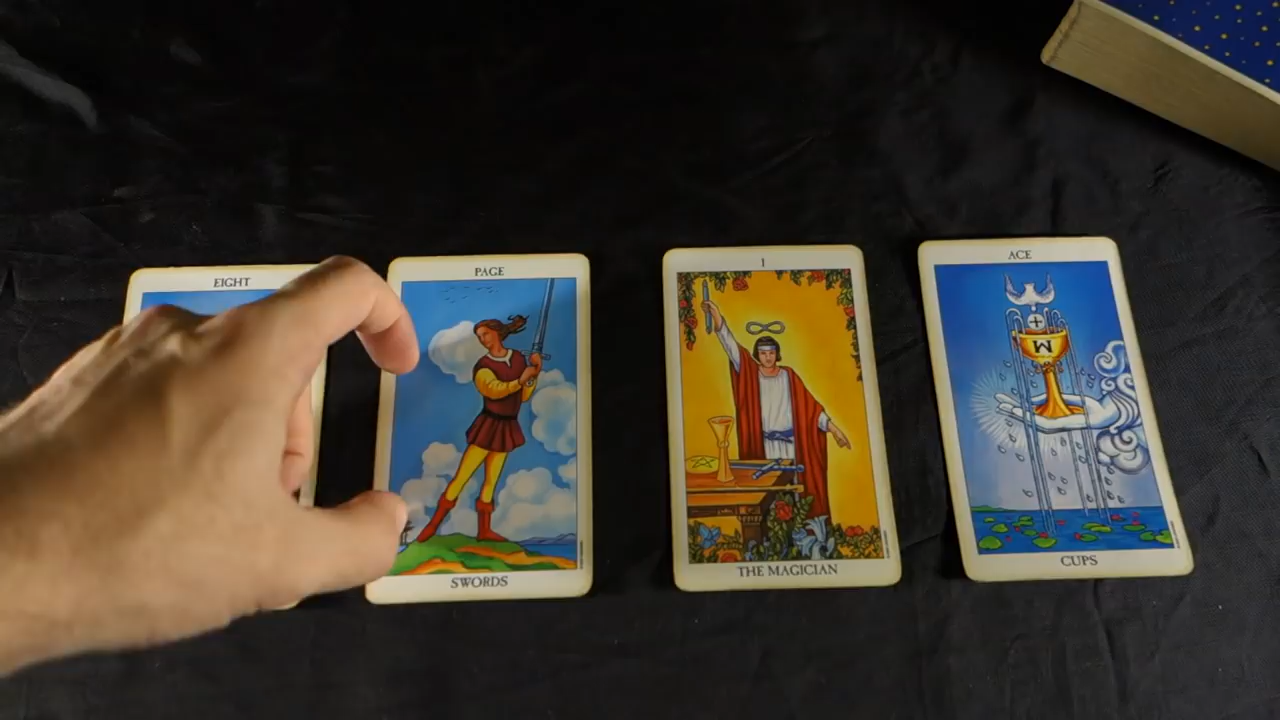 EIGHT
PAGE
SWORDS
I
THE MAGICIAN
ACE
M
CUPS